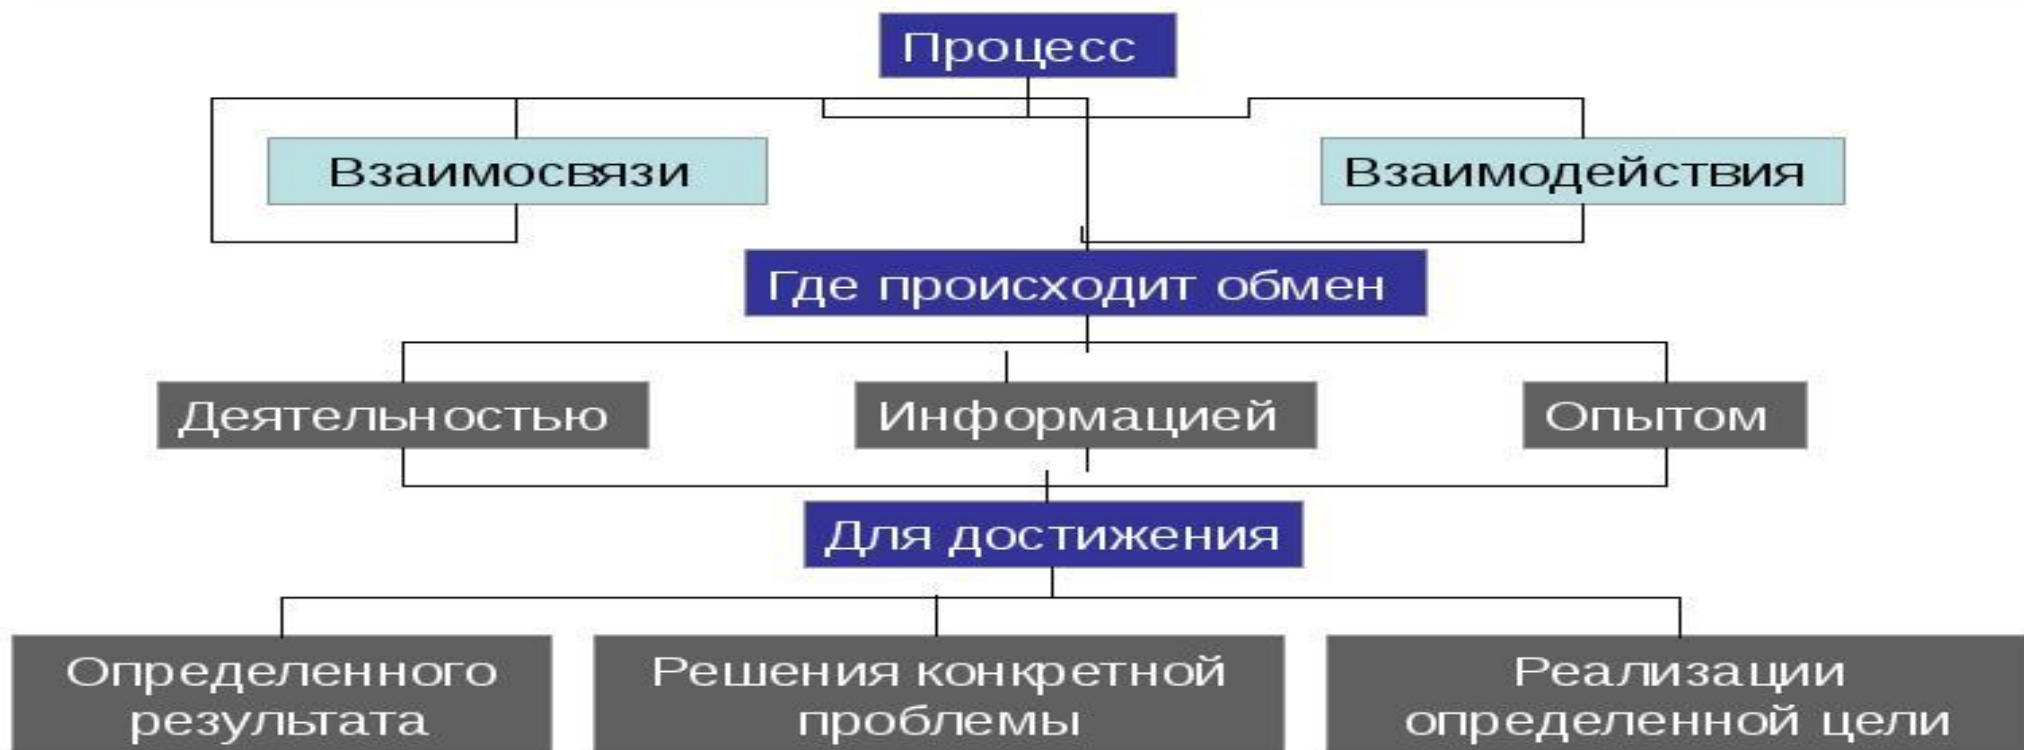 Процесс
Взаимосвязи
Взаимодействия
Где происходит обмен
Деятельностью
Информацией
Опытом
Для достижения
Определенного
результата
Решения конкретной
проблемы
Реализации
определенной цели